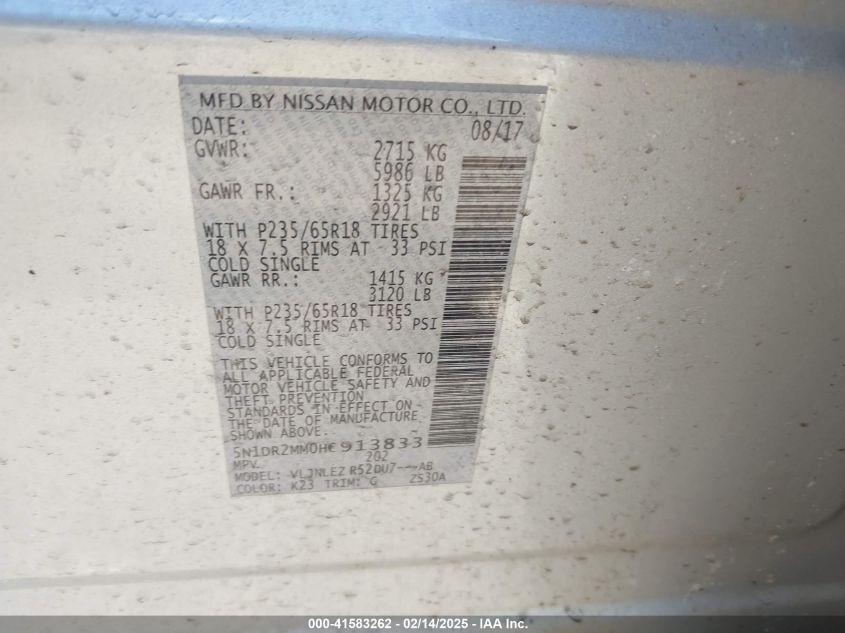 MFD BY NISSAN MOTOR CO., LTD.
DATE: 08/17
GVWR: 2715 KG
5986 LB
GAWR FR.: 1325 KG
2921 LB
WITH P235/65R18 TIRES
18 X 7.5 RIMS AT 33 PSI
COLD SINGLE
GAWR RR.: 1415 KG
3120 LB
WITH P235/65R18 TIRES
18 X 7.5 RIMS AT 33 PSI
COLD SINGLE
THIS VEHICLE CONFORMS TO
ALL APPLICABLE FEDERAL
MOTOR VEHICLE SAFETY AND
THEFT PREVENTION
STANDARDS IN EFFECT ON
THE DATE OF MANUFACTURE
SHOWN ABOVE.
5N1DR2MM0HC913833
MPV 202
MODEL: VLJNLEZ R52DU7---AB
COLOR: K23 TRIM: G ZS30A
000-41583262 - 02/14/2025 - IAA Inc.